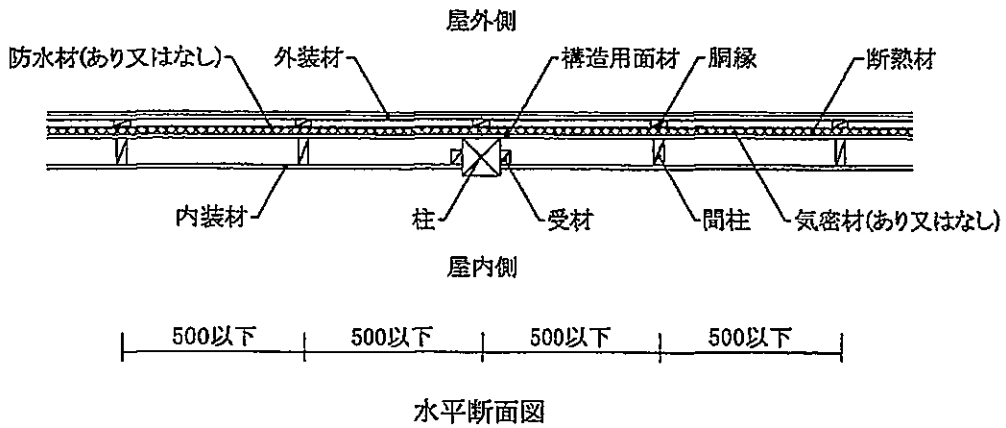 屋外側
防水材(あり又はなし)
外装材
構造用面材
胴縁
断熱材
内装材
柱
受材
間柱
気密材(あり又はなし)
屋内側
500以下
500以下
500以下
500以下
水平断面図